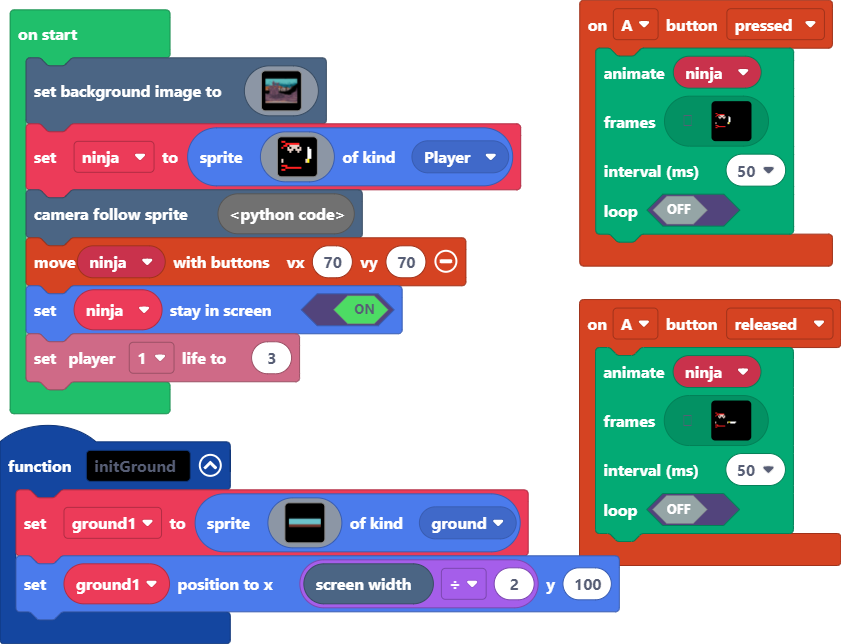 on start
set background image to
set ninja to sprite of kind Player
camera follow sprite <python code>
move ninja with buttons vx 70 vy 70
set ninja stay in screen ON
set player 1 life to 3
function initGround
set ground1 to sprite of kind ground
set ground1 position to x screen width ÷ 2 y 100
on A button pressed
animate ninja
frames
interval (ms) 50
loop OFF
on A button released
animate ninja
frames
interval (ms) 50
loop OFF